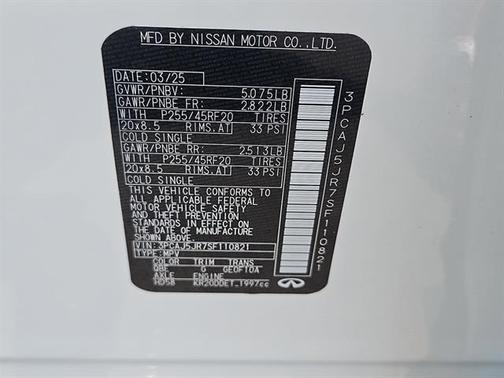 MFD BY NISSAN MOTOR CO.,LTD.
DATE: 03/25
GVWR/PNBV: 5,075LB
GAWR/PNBE FR: 2,822LB
WITH P255/45RF20 TIRES
20x8.5 RIMS.AT 33 PSI
COLD SINGLE
GAWR/PNBE RR: 2,513LB
WITH P255/45RF20 TIRES
20x8.5 RIMS.AT 33 PSI
COLD SINGLE
THIS VEHICLE CONFORMS TO
ALL APPLICABLE FEDERAL
MOTOR VEHICLE SAFETY
AND THEFT PREVENTION
STANDARDS IN EFFECT ON
THE DATE OF MANUFACTURE
SHOWN ABOVE.
VIN: 3PCAJ5JR7SF110821
TYPE: MPV
COLOR TRIM TRANS
QBE G GEOF10A
AXLE ENGINE
HD58 KR20DDET_1997cc
3PCAJ5JR7SF110821